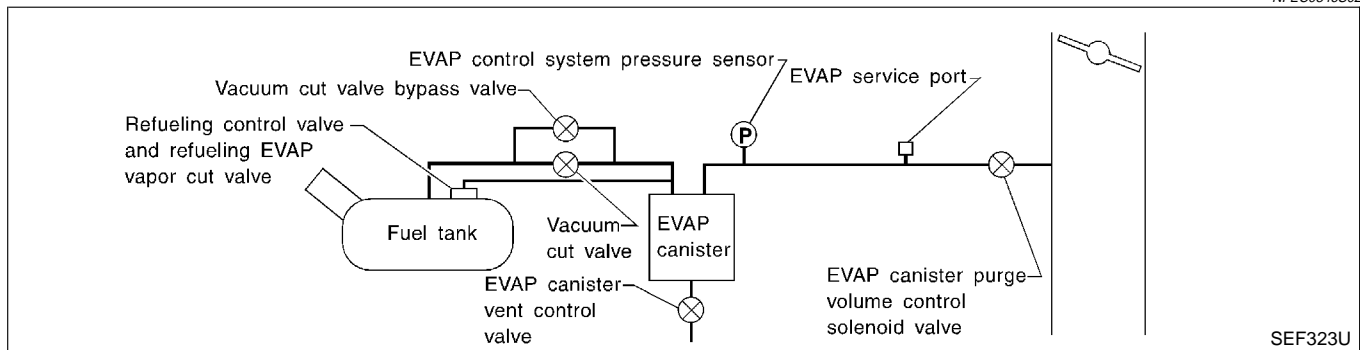 EVAP control system pressure sensor
EVAP service port
Vacuum cut valve bypass valve
Refueling control valve
and refueling EVAP
vapor cut valve
P
Fuel tank
Vacuum
cut valve
EVAP
canister
EVAP canister
vent control
valve
EVAP canister purge
volume control
solenoid valve
SEF323U